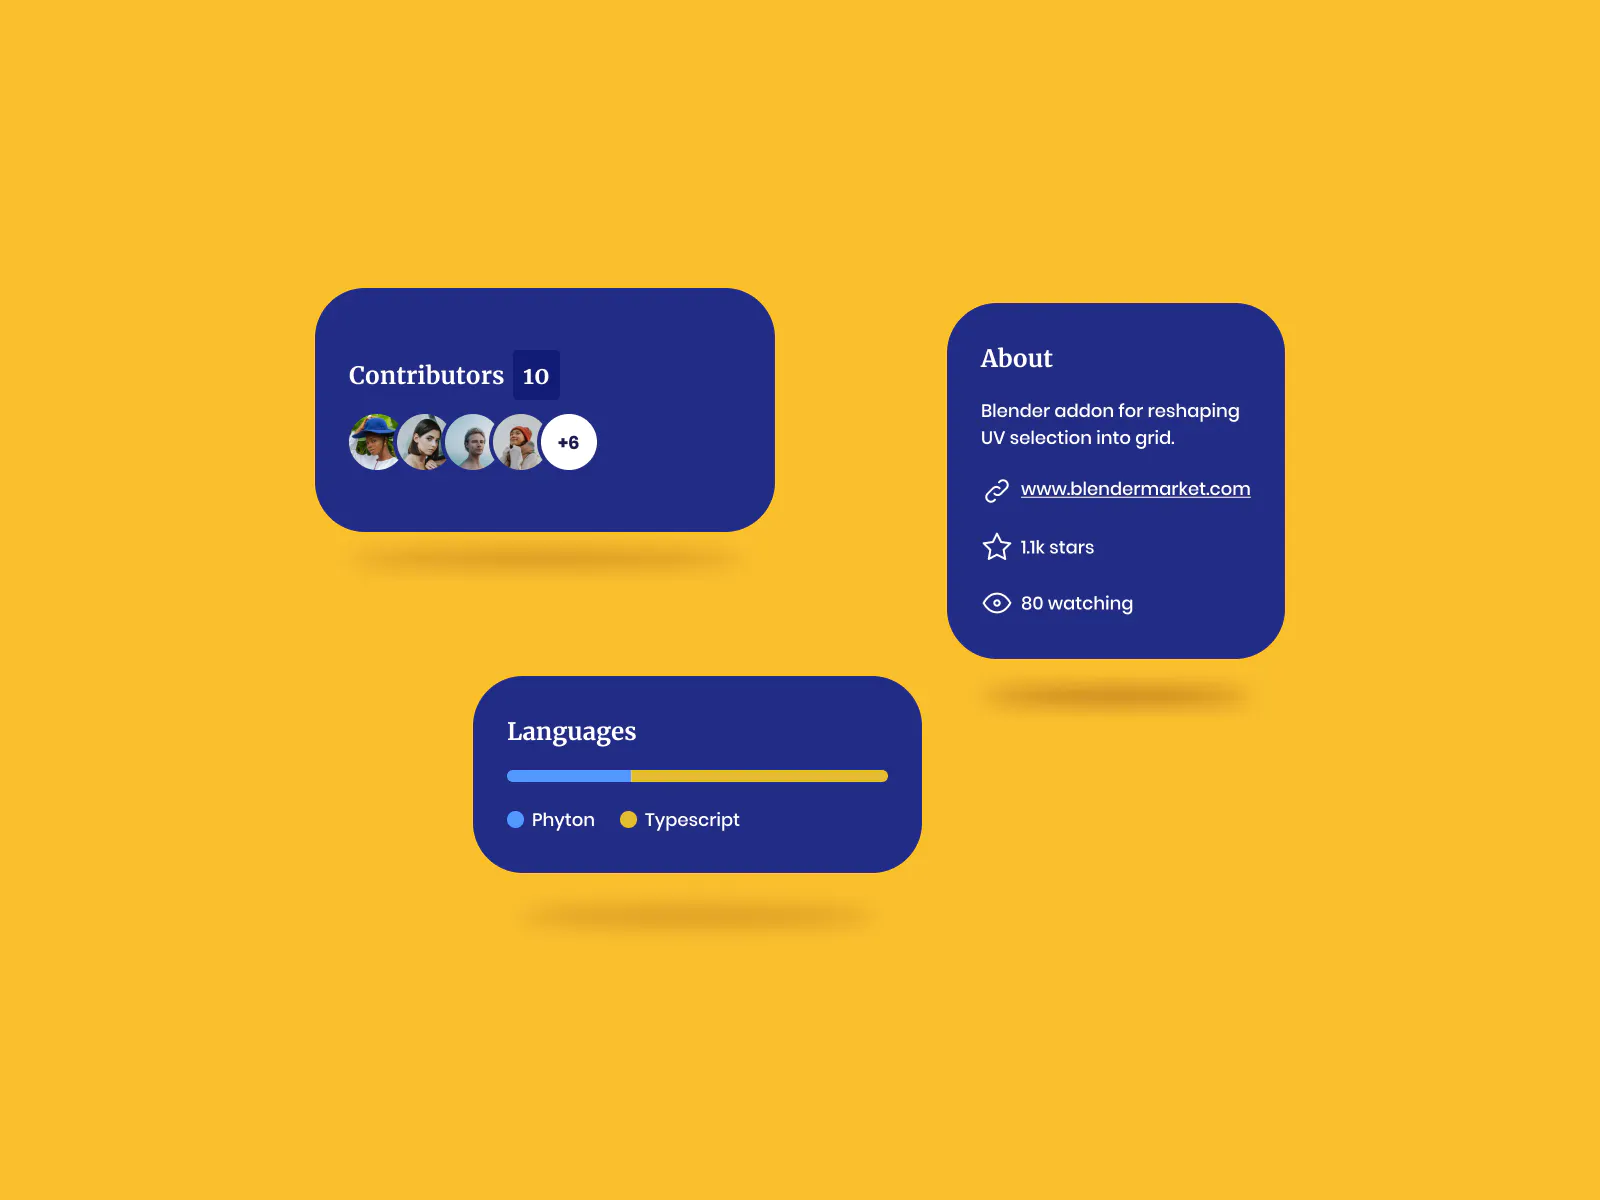 Contributors 10
+6
About
Blender addon for reshaping
UV selection into grid.
www.blendermarket.com
1.1k stars
80 watching
Languages
Phyton Typescript